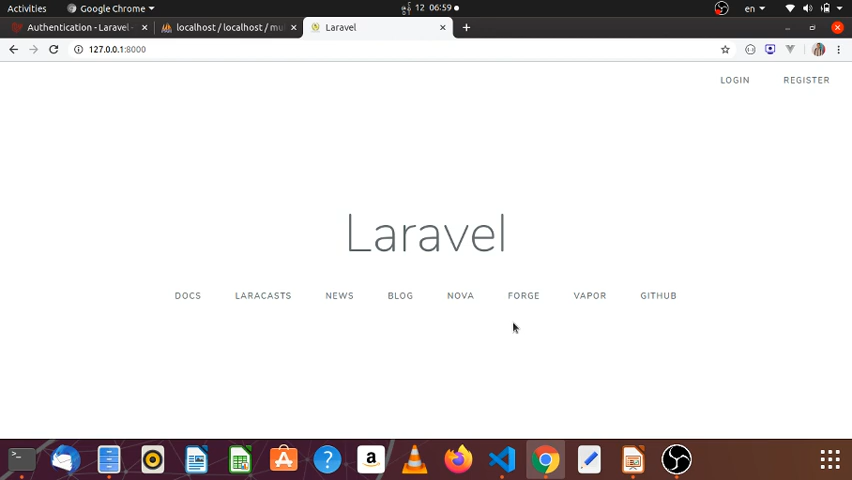 Activities Google Chrome 12 06:59 en
Authentication - Laravel - localhost / localhost / mu Laravel
127.0.0.1:8000
LOGIN REGISTER
Laravel
DOCS LARACASTS NEWS BLOG NOVA FORGE VAPOR GITHUB